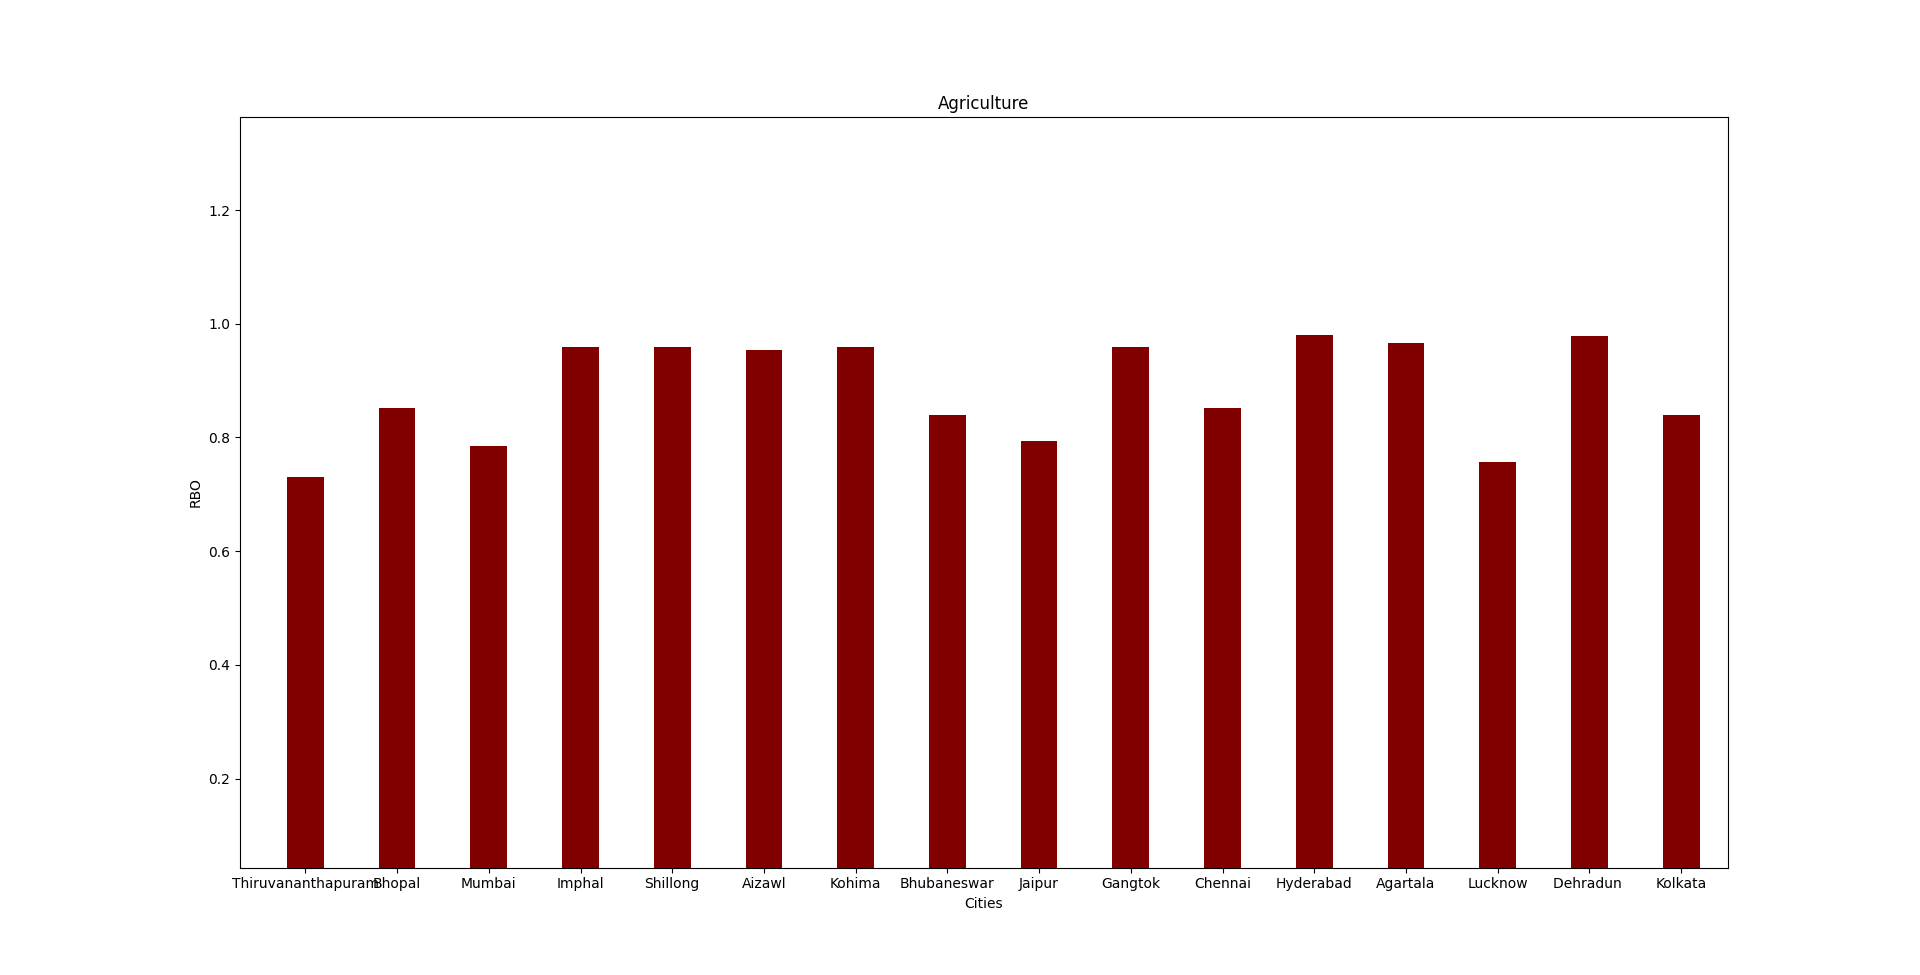 Agriculture
1.2
1.0
0.8
0.6
0.4
0.2
RBO
Thiruvananthapuram Bhopal Mumbai Imphal Shillong Aizawl Kohima Bhubaneswar Jaipur Gangtok Chennai Hyderabad Agartala Lucknow Dehradun Kolkata
Cities